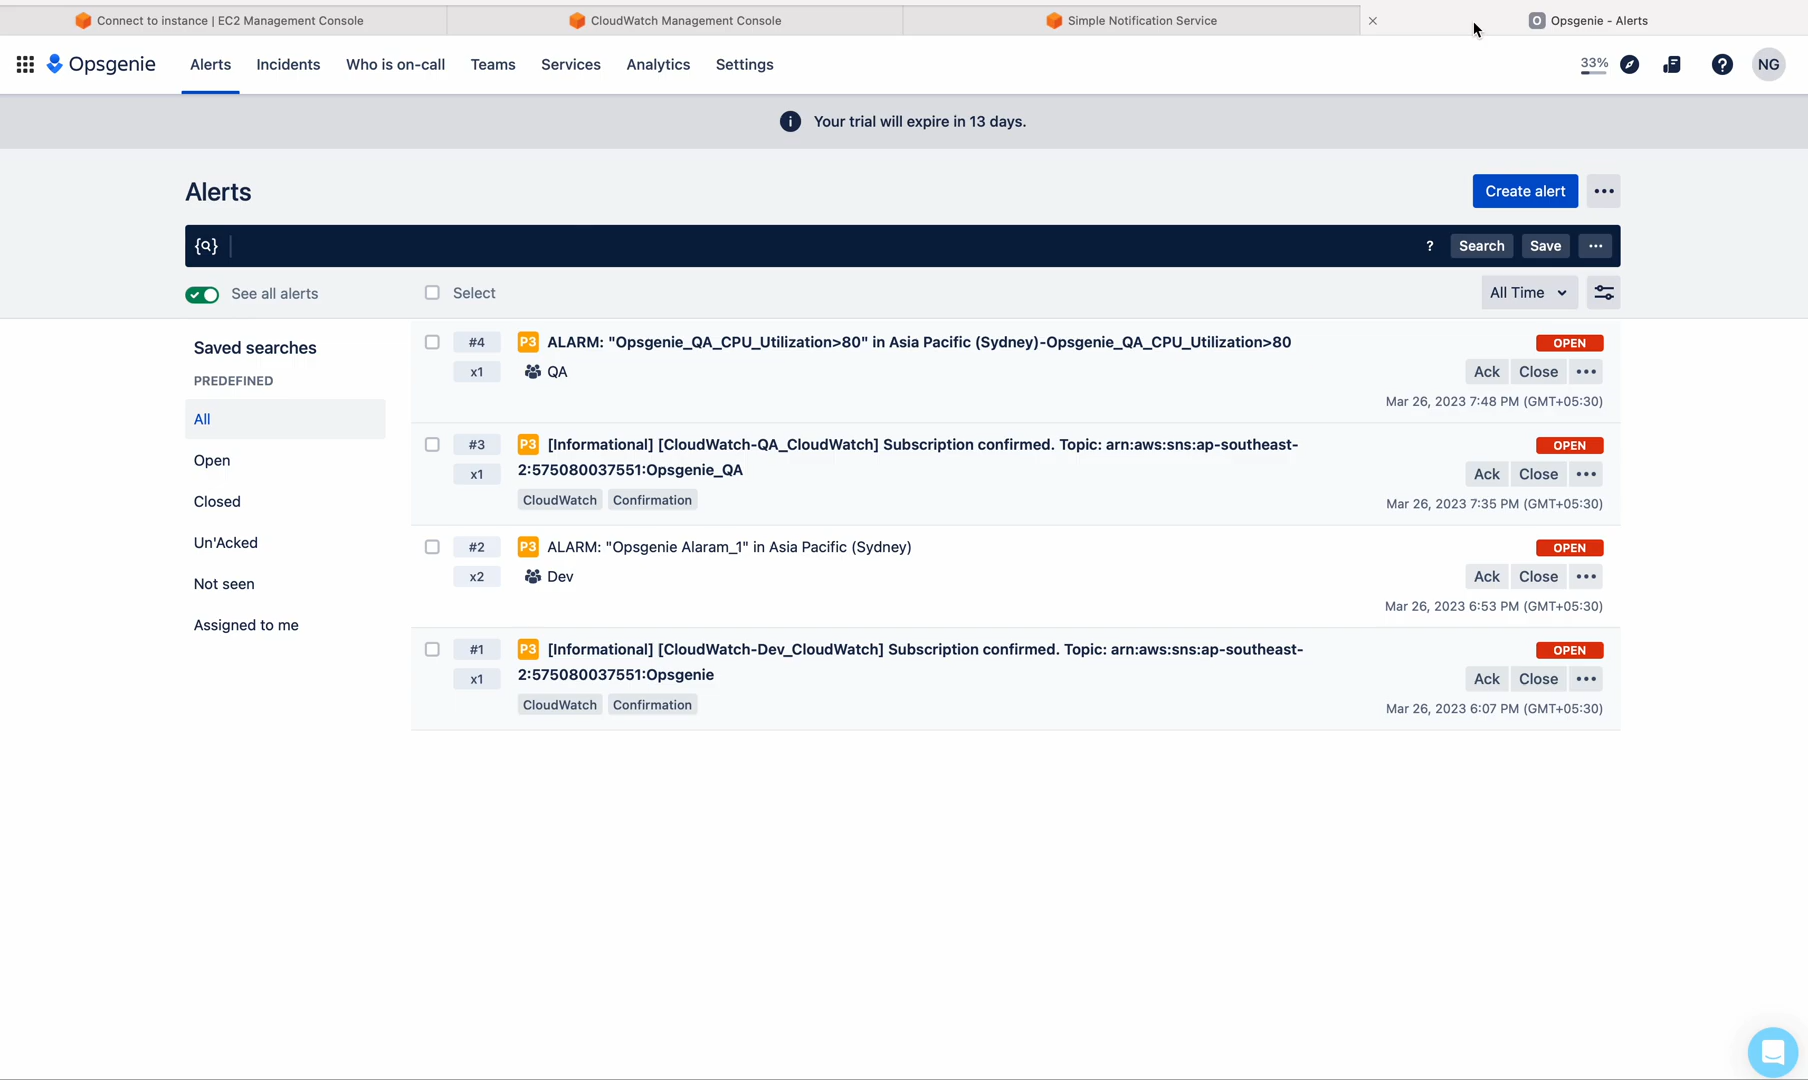 Connect to instance | EC2 Management Console
CloudWatch Management Console
Simple Notification Service
Opsgenie - Alerts
Opsgenie
Alerts
Incidents
Who is on-call
Teams
Services
Analytics
Settings
33%
?
NG
i Your trial will expire in 13 days.
Alerts
Create alert
?
Search
Save
See all alerts
Select
All Time
Saved searches
PREDEFINED
All
Open
Closed
Un'Acked
Not seen
Assigned to me
#4
P3 ALARM: "Opsgenie_QA_CPU_Utilization>80" in Asia Pacific (Sydney)-Opsgenie_QA_CPU_Utilization>80
OPEN
x1
QA
Ack
Close
Mar 26, 2023 7:48 PM (GMT+05:30)
#3
P3 [Informational] [CloudWatch-QA_CloudWatch] Subscription confirmed. Topic: arn:aws:sns:ap-southeast-
2:575080037551:Opsgenie_QA
OPEN
x1
CloudWatch
Confirmation
Ack
Close
Mar 26, 2023 7:35 PM (GMT+05:30)
#2
P3 ALARM: "Opsgenie Alaram_1" in Asia Pacific (Sydney)
OPEN
x2
Dev
Ack
Close
Mar 26, 2023 6:53 PM (GMT+05:30)
#1
P3 [Informational] [CloudWatch-Dev_CloudWatch] Subscription confirmed. Topic: arn:aws:sns:ap-southeast-
2:575080037551:Opsgenie
OPEN
x1
CloudWatch
Confirmation
Ack
Close
Mar 26, 2023 6:07 PM (GMT+05:30)